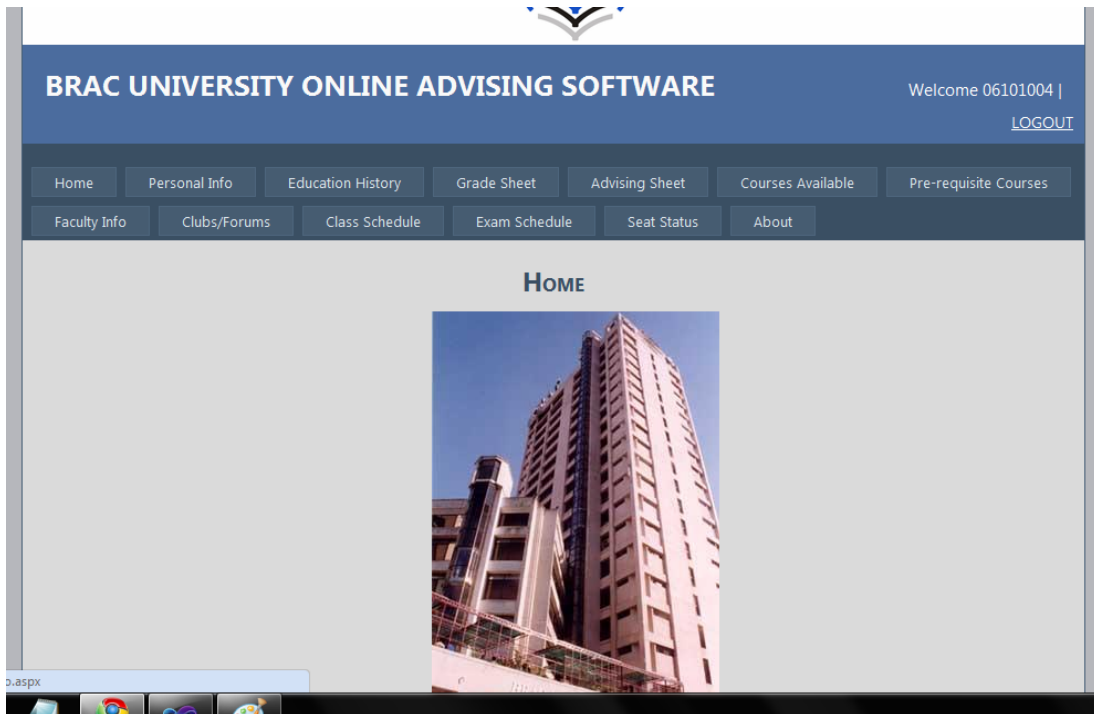 BRAC UNIVERSITY ONLINE ADVISING SOFTWARE
Welcome 06101004 |
LOGOUT
Home Personal Info Education History Grade Sheet Advising Sheet Courses Available Pre-requisite Courses
Faculty Info Clubs/Forums Class Schedule Exam Schedule Seat Status About
HOME
o.aspx